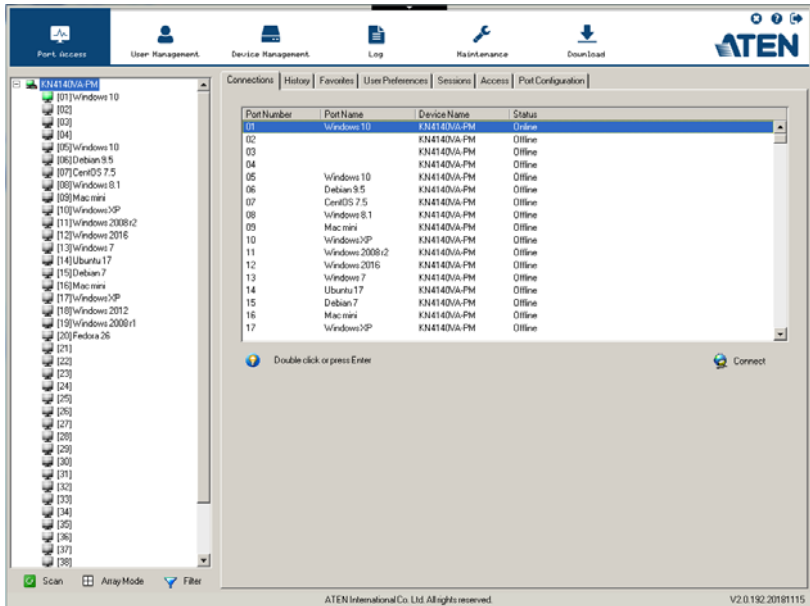 Port Access
User Management
Device Management
Log
Maintenance
Download
ATEN
KN4140VA-PM
[01]Windows 10
[02]
[03]
[04]
[05]Windows 10
[06]Debian 9.5
[07]CentOS 7.5
[08]Windows 8.1
[09]Mac mini
[10]WindowsXP
[11]Windows 2008 r2
[12]Windows 2016
[13]Windows 7
[14]Ubuntu 17
[15]Debian 7
[16]Mac mini
[17]WindowsXP
[18]Windows 2012
[19]Windows 2008 r1
[20]Fedora 26
[21]
[22]
[23]
[24]
[25]
[26]
[27]
[28]
[29]
[30]
[31]
[32]
[33]
[34]
[35]
[36]
[37]
[38]
Scan Array Mode Filter
Connections History Favorites User Preferences Sessions Access Port Configuration
Port Number Port Name Device Name Status
01 Windows 10 KN4140VA-PM Online
02 KN4140VA-PM Offline
03 KN4140VA-PM Offline
04 KN4140VA-PM Offline
05 Windows 10 KN4140VA-PM Offline
06 Debian 9.5 KN4140VA-PM Offline
07 CentOS 7.5 KN4140VA-PM Offline
08 Windows 8.1 KN4140VA-PM Offline
09 Mac mini KN4140VA-PM Offline
10 WindowsXP KN4140VA-PM Offline
11 Windows 2008 r2 KN4140VA-PM Offline
12 Windows 2016 KN4140VA-PM Offline
13 Windows 7 KN4140VA-PM Offline
14 Ubuntu 17 KN4140VA-PM Offline
15 Debian 7 KN4140VA-PM Offline
16 Mac mini KN4140VA-PM Offline
17 WindowsXP KN4140VA-PM Offline
Double click or press Enter
Connect
ATEN International Co. Ltd. All rights reserved.
V2.0.192.20181115